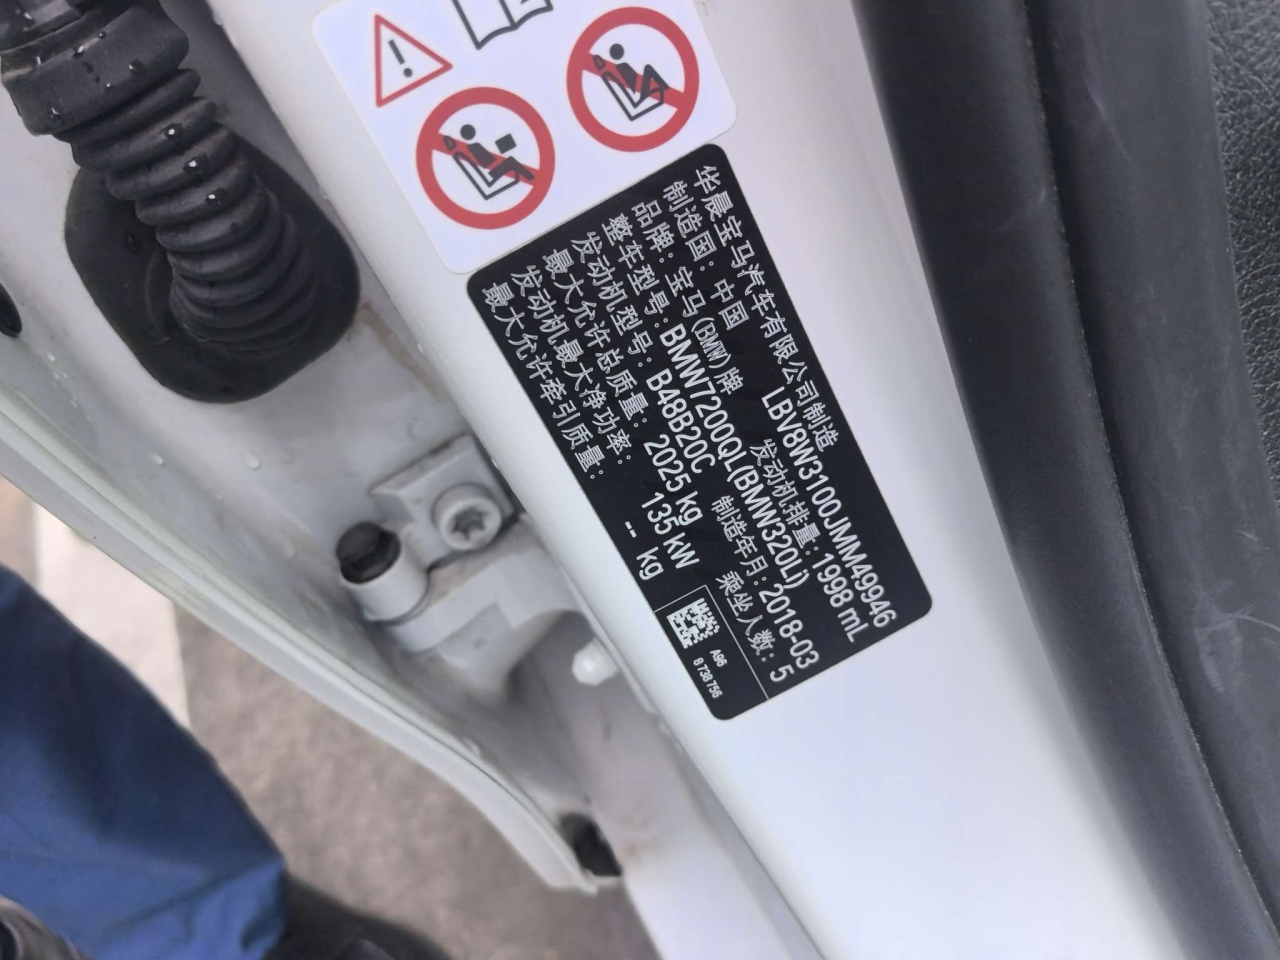 华晨宝马汽车有限公司制造
制造国：中国 LBV8W3100JMM49946
品牌：宝马(BMW)牌 发动机排量：1998 mL
整车型号：BMW7200QL(BMW320Li)
发动机型号：B48B20C 制造年月：2018-03
最大允许总质量：2025 kg 乘坐人数：5
发动机最大净功率：135 kW
最大允许牵引质量：-- kg
A96
8 738 756